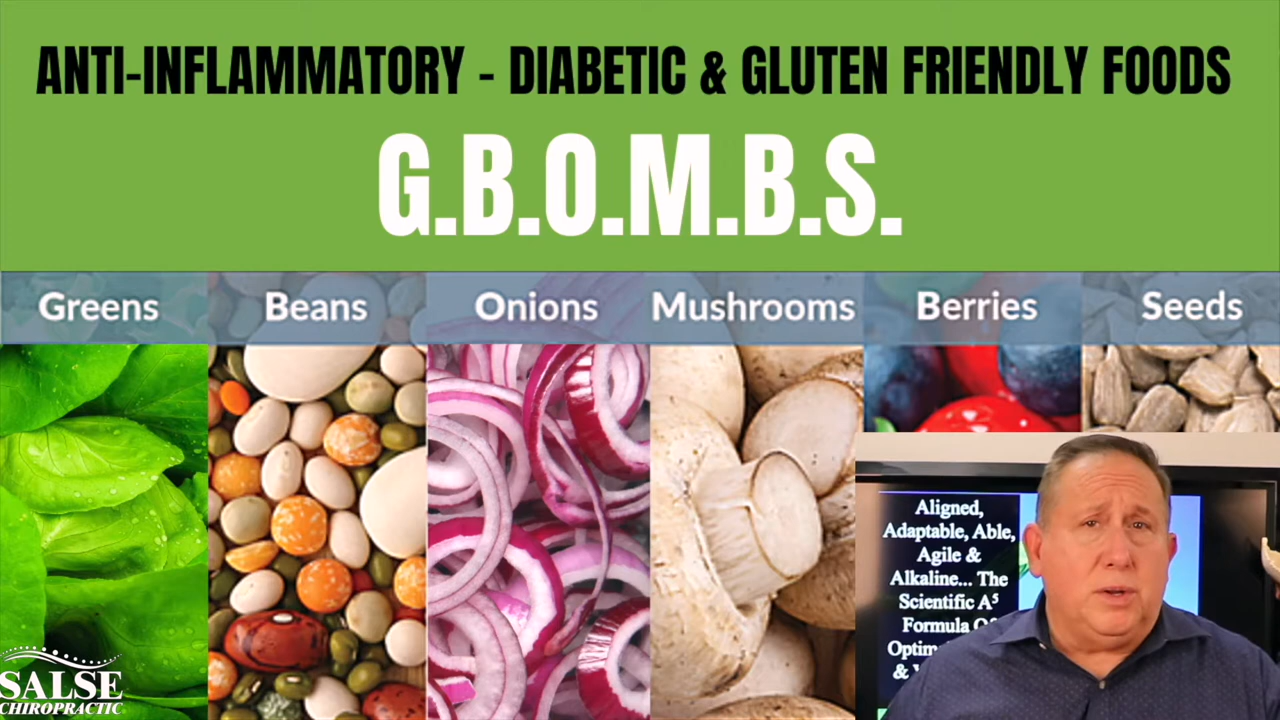 ANTI-INFLAMMATORY - DIABETIC & GLUTEN FRIENDLY FOODS
G.B.O.M.B.S.
Greens
Beans
Onions
Mushrooms
Berries
Seeds
Aligned,
Adaptable, Able,
Agile &
Alkaline... The
Scientific A⁵
Formula
&
SALSE
CHIROPRACTIC